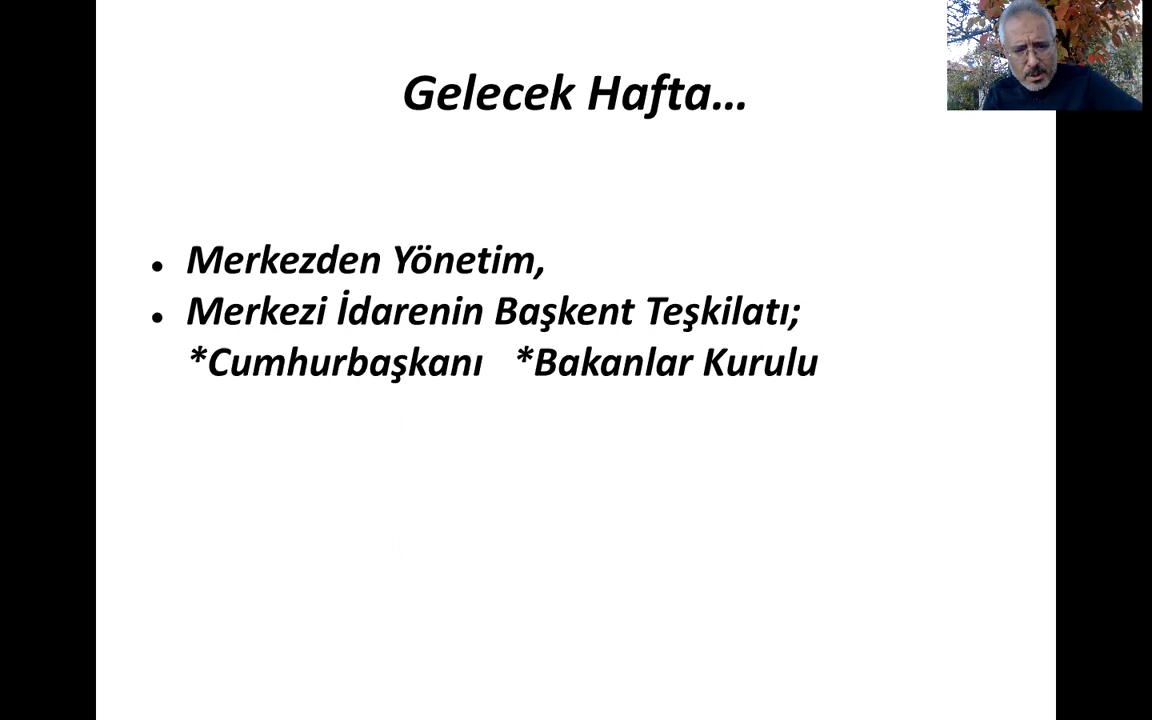 Gelecek Hafta...
• Merkezden Yönetim,
• Merkezi İdarenin Başkent Teşkilatı;
*Cumhurbaşkanı *Bakanlar Kurulu